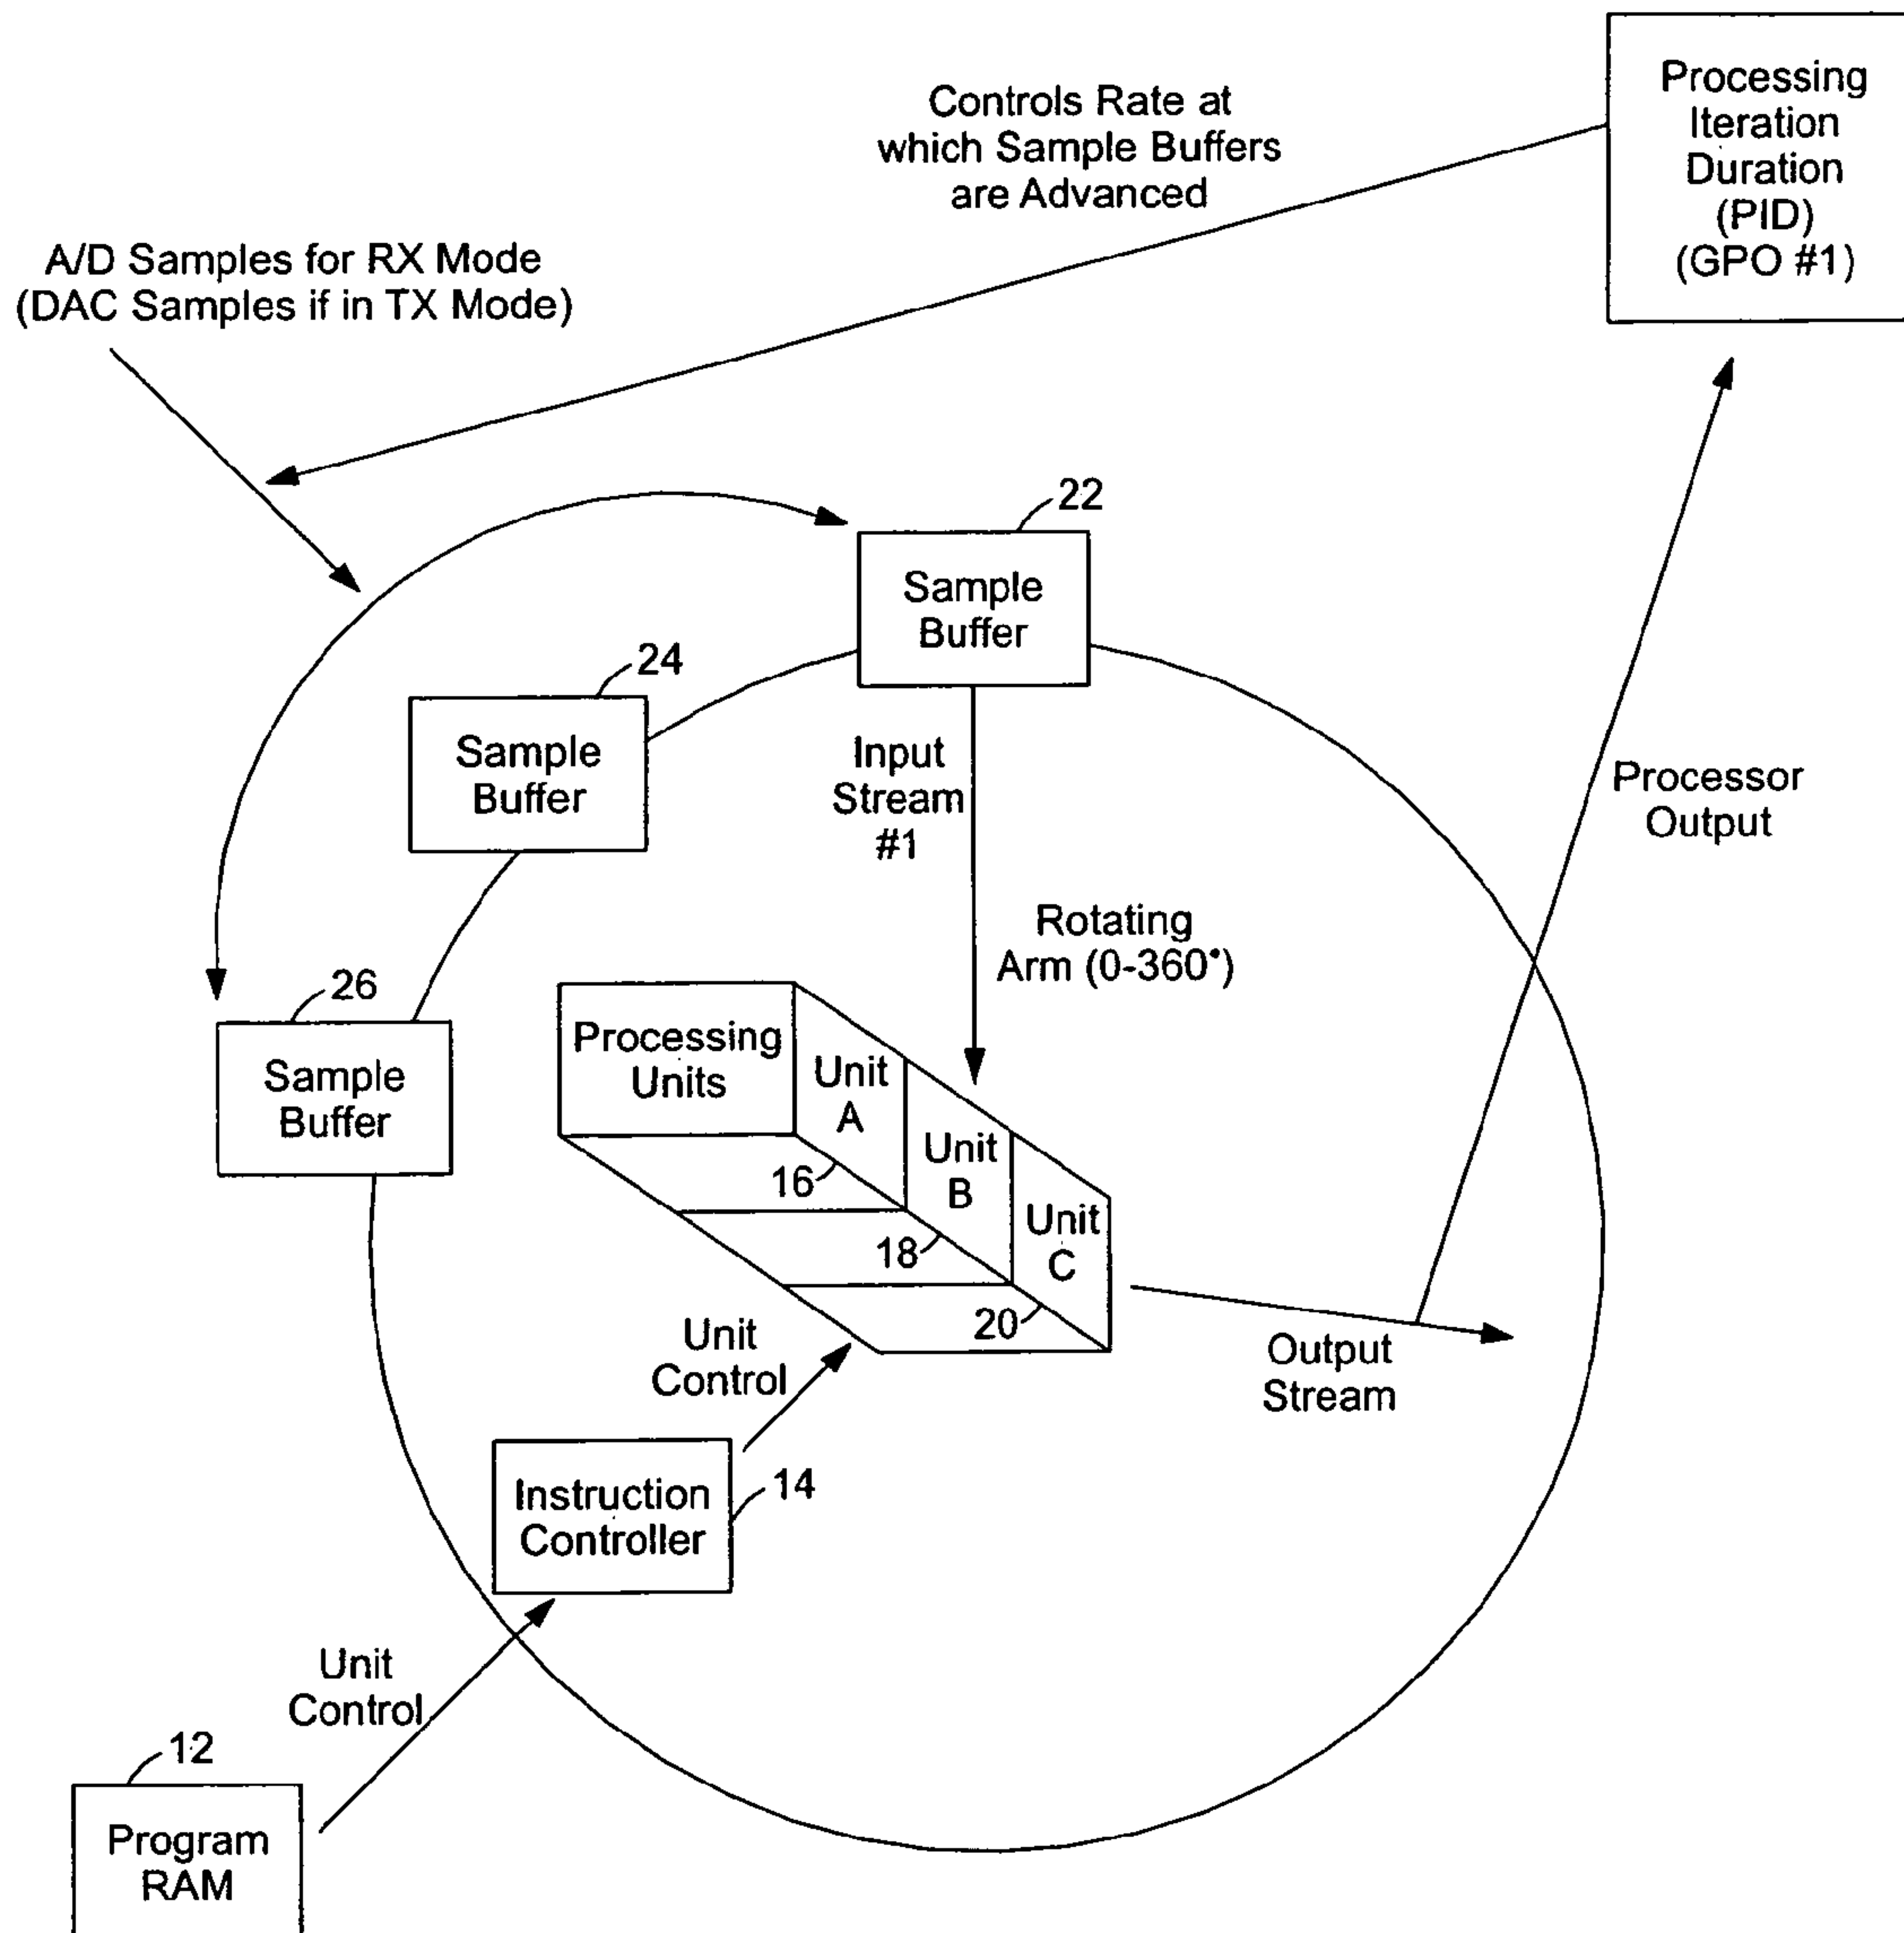 Processing
Iteration
Duration
(PID)
(GPO #1)
Controls Rate at
which Sample Buffers
are Advanced
A/D Samples for RX Mode
(DAC Samples if in TX Mode)
22
Sample
Buffer
24
Sample
Buffer
Input
Stream
#1
Processor
Output
Rotating
Arm (0-360°)
26
Sample
Buffer
Processing
Units
Unit
A
16
Unit
B
18
Unit
C
20
Unit
Control
Output
Stream
Instruction
Controller
14
Unit
Control
12
Program
RAM